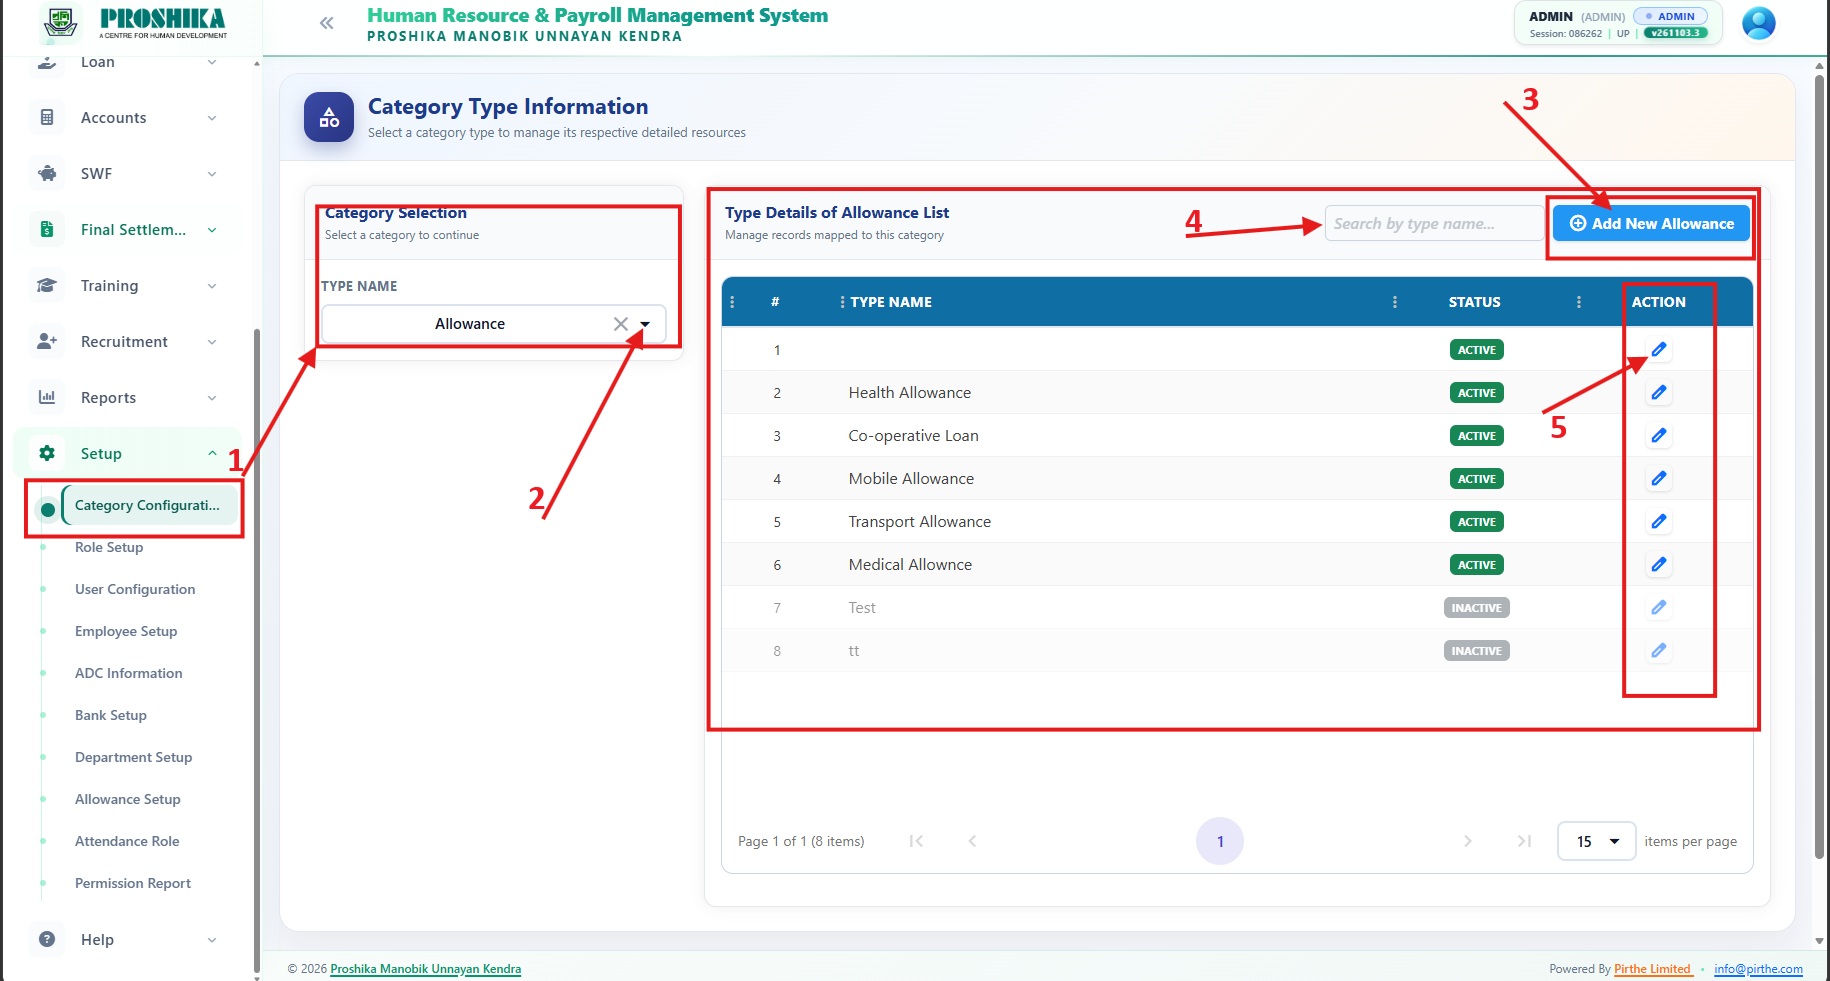 PROSHIKA
A CENTRE FOR HUMAN DEVELOPMENT
Human Resource & Payroll Management System
PROSHIKA MANOBIK UNNAYAN KENDRA
ADMIN (ADMIN) ADMIN
Session: 086262 | UP | v261103.3
Loan
Accounts
SWF
Final Settlem...
Training
Recruitment
Reports
Setup
Category Configurati...
Role Setup
User Configuration
Employee Setup
ADC Information
Bank Setup
Department Setup
Allowance Setup
Attendance Role
Permission Report
Help
Category Type Information
Select a category type to manage its respective detailed resources
Category Selection
Select a category to continue
TYPE NAME
Allowance
1
2
3
4
5
Type Details of Allowance List
Manage records mapped to this category
Search by type name...
Add New Allowance
# TYPE NAME STATUS ACTION
1 ACTIVE
2 Health Allowance ACTIVE
3 Co-operative Loan ACTIVE
4 Mobile Allowance ACTIVE
5 Transport Allowance ACTIVE
6 Medical Allownce ACTIVE
7 Test INACTIVE
8 tt INACTIVE
Page 1 of 1 (8 items) 1 15 items per page
© 2026 Proshika Manobik Unnayan Kendra
Powered By Pirthe Limited • info@pirthe.com